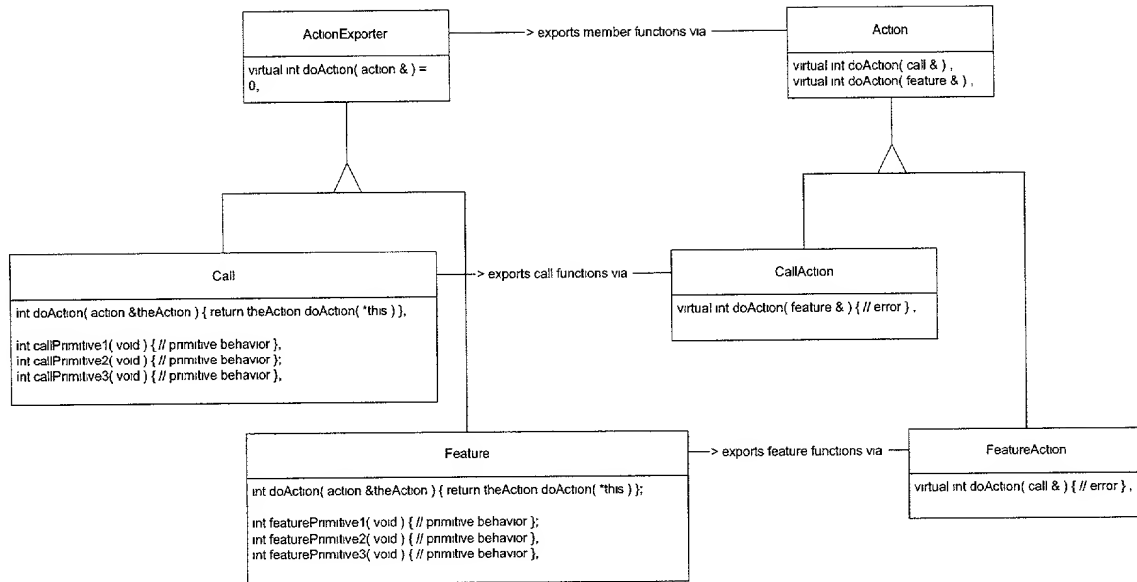 ActionExporter
> exports member functions via
Action
virtual int doAction( action & ) =
0,
virtual int doAction( call & ) ,
virtual int doAction( feature & ) ,
Call
> exports call functions via
CallAction
int doAction( action &theAction ) { return theAction doAction( *this ) },
virtual int doAction( feature & ) { // error } ,
int callPrimitive1( void ) { // primitive behavior },
int callPrimitive2( void ) { // primitive behavior };
int callPrimitive3( void ) { // primitive behavior },
Feature
> exports feature functions via
FeatureAction
int doAction( action &theAction ) { return theAction doAction( *this ) };
virtual int doAction( call & ) { // error } ,
int featurePrimitive1( void ) { // primitive behavior };
int featurePrimitive2( void ) { // primitive behavior },
int featurePrimitive3( void ) { // primitive behavior },